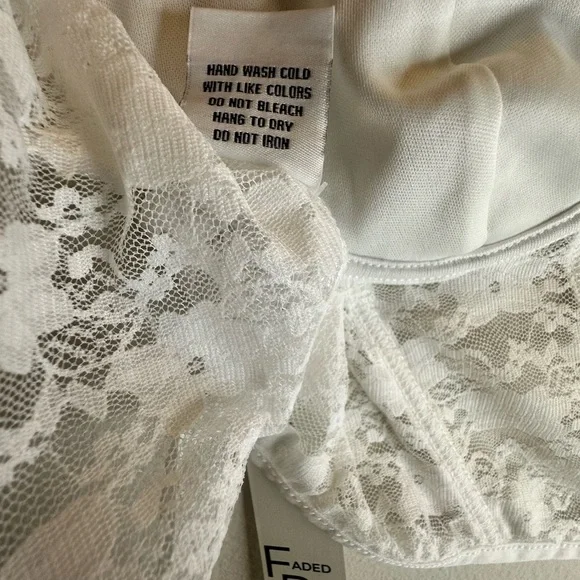 HAND WASH COLD
WITH LIKE COLORS
DO NOT BLEACH
HANG TO DRY
DO NOT IRON
FADED